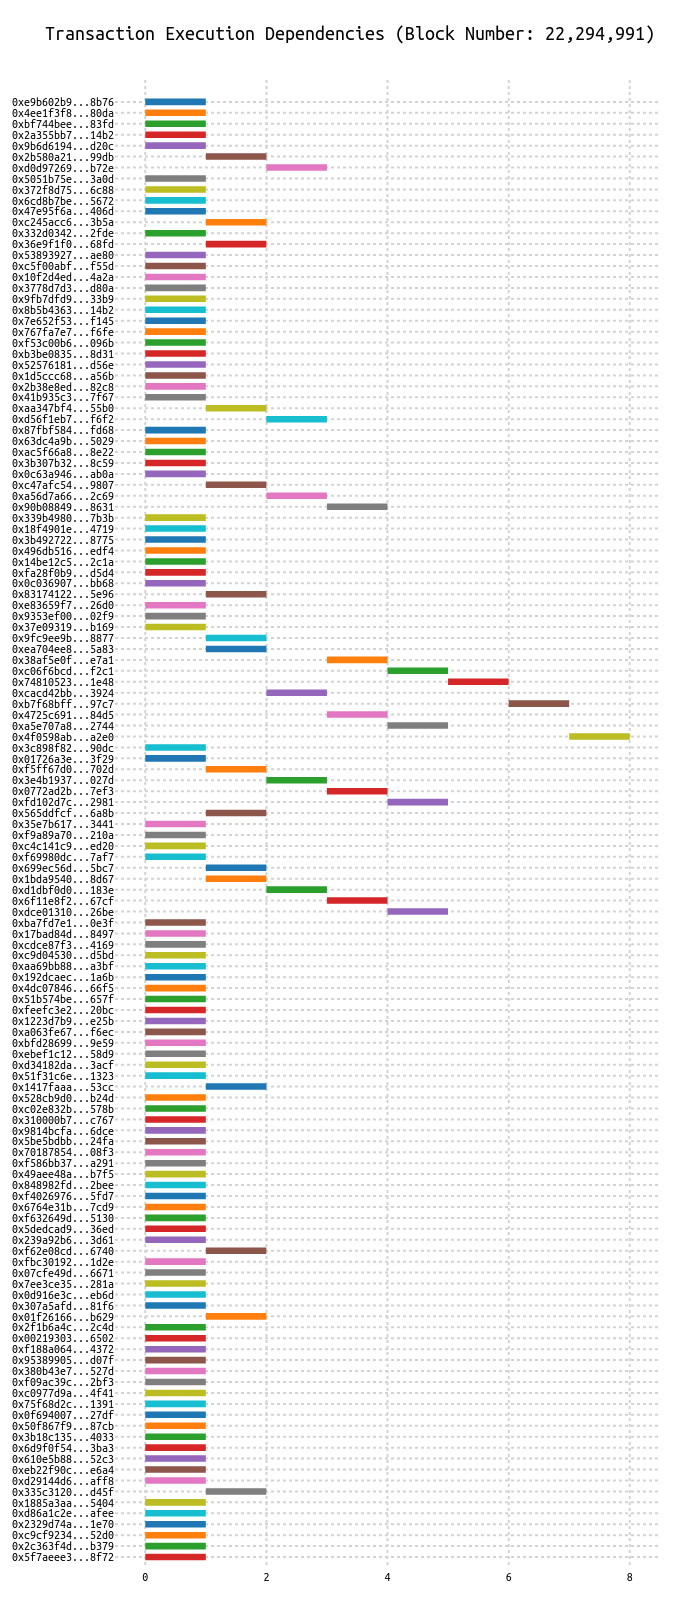 Transaction Execution Dependencies (Block Number: 22,294,991)
0xe9b602b9...8b76
0x4ee1f3f8...80da
0xbf744bee...83fd
0x2a355bb7...14b2
0x9b6d6194...d20c
0x2b580a21...99db
0xd0d97269...b72e
0x5051b75e...3a0d
0x372f8d75...6c88
0x6cd8b7be...5672
0x47e95f6a...406d
0xc245acc6...3b5a
0x332d0342...2fde
0x36e9f1f0...68fd
0x53893927...ae80
0xc5f00abf...f55d
0x10f2d4ed...4a2a
0x3778d7d3...d80a
0x9fb7dfd9...33b9
0x8b5b4363...14b2
0x7e652f53...f145
0x767fa7e7...f6fe
0xf53c00b6...096b
0xb3be0835...8d31
0x52576181...d56e
0x1d5ccc68...a56b
0x2b38e8ed...82c8
0x41b935c3...7f67
0xaa347bf4...55b0
0xd56f1eb7...f6f2
0x87fbf584...fd68
0x63dc4a9b...5029
0xac5f66a8...8e22
0x3b307b32...8c59
0x0c63a946...ab0a
0xc47afc54...9807
0xa56d7a66...2c69
0x90b08849...8631
0x339b4980...7b3b
0x18f4901e...4719
0x3b492722...8775
0x496db516...edf4
0x14be12c5...2c1a
0xfa28f0b9...d5d4
0x0c036907...bb68
0x83174122...5e96
0xe83659f7...26d0
0x9353ef00...02f9
0x37e09319...b169
0x9fc9ee9b...8877
0xea704ee8...5a83
0x38af5e0f...e7a1
0xc06f6bcd...f2c1
0x74810523...1e48
0xcacd42bb...3924
0xb7f68bff...97c7
0x4725c691...84d5
0xa5e707a8...2744
0x4f0598ab...a2e0
0x3c898f82...90dc
0x01726a3e...3f29
0xf5ff67d0...702d
0x3e4b1937...027d
0x0772ad2b...7ef3
0xfd102d7c...2981
0x565ddfcf...6a8b
0x35e7b617...3441
0xf9a89a70...210a
0xc4c141c9...ed20
0xf69980dc...7af7
0x699ec56d...5bc7
0x1bda9540...8d67
0xd1dbf0d0...183e
0x6f11e8f2...67cf
0xdce01310...26be
0xba7fd7e1...0e3f
0x17bad84d...8497
0xcdce87f3...4169
0xc9d04530...d5bd
0xaa69bb88...a3bf
0x192dcaec...1a6b
0x4dc07846...66f5
0x51b574be...657f
0xfeefc3e2...20bc
0x1223d7b9...e25b
0xa063fe67...f6ec
0xbfd28699...9e59
0xebef1c12...58d9
0xd34182da...3acf
0x51f31c6e...1323
0x1417faaa...53cc
0x528cb9d0...b24d
0xc02e832b...578b
0x310000b7...c767
0x9814bcfa...6dce
0x5be5bdbb...24fa
0x70187854...08f3
0xf586bb37...a291
0x49aee48a...b7f5
0x848982fd...2bee
0xf4026976...5fd7
0x6764e31b...7cd9
0xf632649d...5130
0x5dedcad9...36ed
0x239a92b6...3d61
0xf62e08cd...6740
0xfbc30192...1d2e
0x07cfe49d...6671
0x7ee3ce35...281a
0x0d916e3c...eb6d
0x307a5afd...81f6
0x01f26166...b629
0x2f1b6a4c...2c4d
0x00219303...6502
0xf188a064...4372
0x95389905...d07f
0x380b43e7...527d
0xf09ac39c...2bf3
0xc0977d9a...4f41
0x75f68d2c...1391
0x0f694007...27df
0x50f867f9...87cb
0x3b18c135...4033
0x6d9f0f54...3ba3
0x610e5b88...52c3
0xeb22f90c...e6a4
0xd29144d6...aff8
0x335c3120...d45f
0x1885a3aa...5404
0xd86a1c2e...afee
0x2329d74a...1e70
0xc9cf9234...52d0
0x2c363f4d...b379
0x5f7aeee3...8f72
0 2 4 6 8